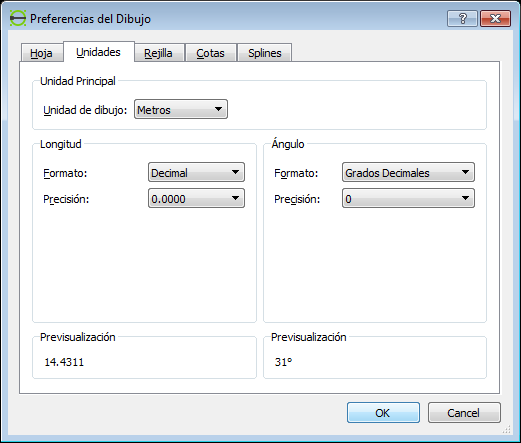 Preferencias del Dibujo
?
Hoja Unidades Rejilla Cotas Splines
Unidad Principal
Unidad de dibujo: Metros
Longitud
Formato: Decimal
Precisión: 0.0000
Ángulo
Formato: Grados Decimales
Precisión: 0
Previsualización
14.4311
Previsualización
31°
OK Cancel